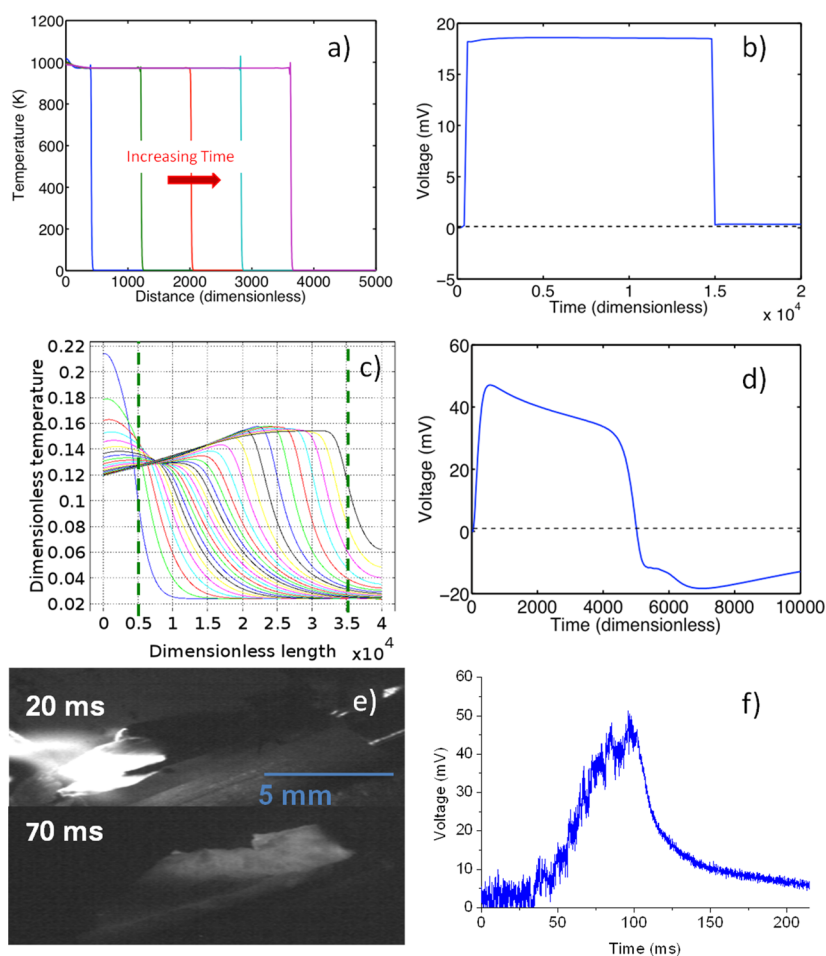 a)
Temperature (K)
1200
1000
800
600
400
200
0
Increasing Time
0 1000 2000 3000 4000 5000
Distance (dimensionless)
b)
Voltage (mV)
20
15
10
5
0
−5
0 0.5 1 1.5 2
Time (dimensionless)
x 10⁴
c)
Dimensionless temperature
0.22
0.2
0.18
0.16
0.14
0.12
0.1
0.08
0.06
0.04
0.02
0 0.5 1 1.5 2 2.5 3 3.5 4
Dimensionless length x10⁴
d)
Voltage (mV)
60
40
20
0
−20
0 2000 4000 6000 8000 10000
Time (dimensionless)
20 ms
e)
5 mm
70 ms
f)
Voltage (mV)
60
50
40
30
20
10
0
0 50 100 150 200
Time (ms)